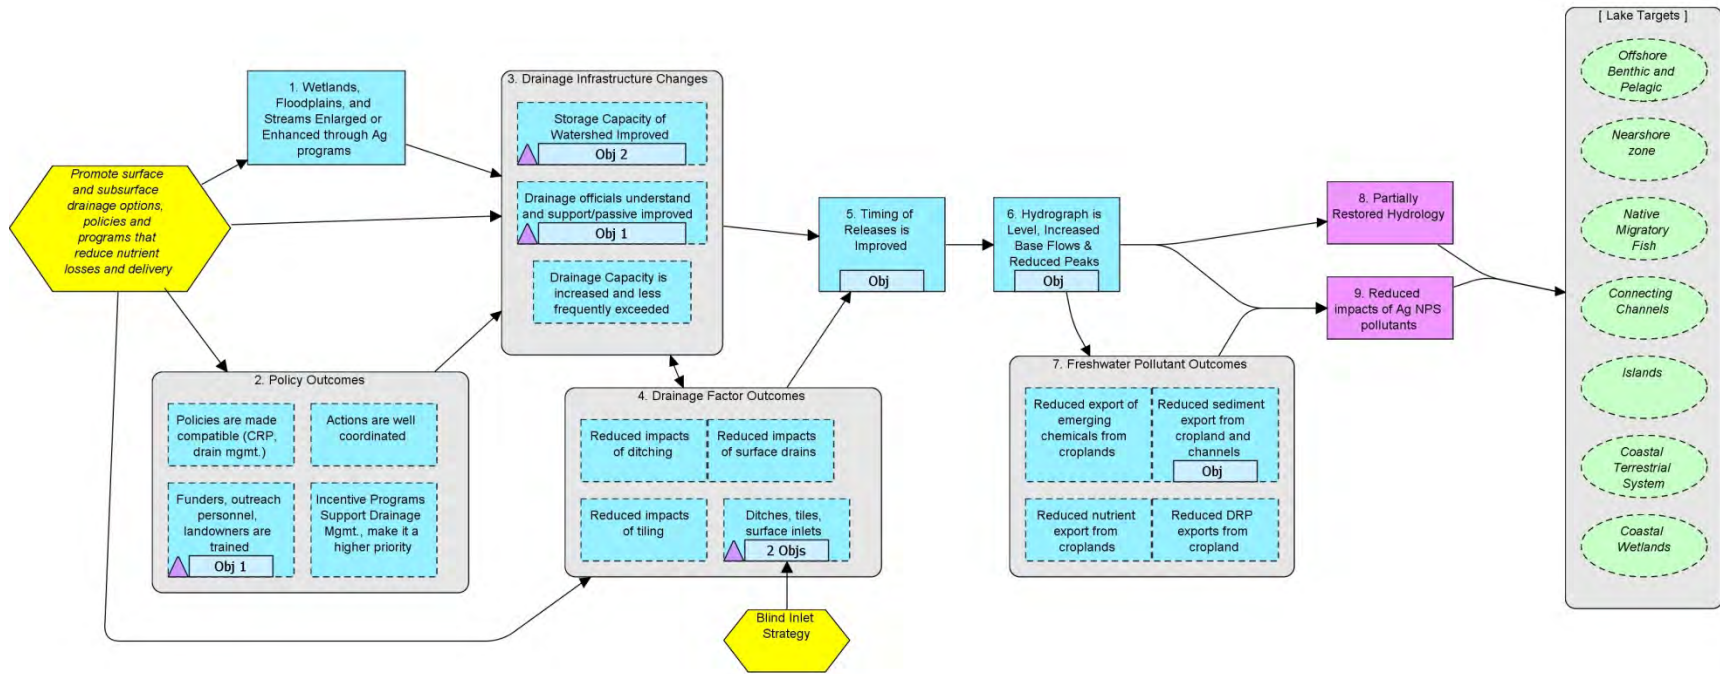 Promote surface
and subsurface
drainage options,
policies and
programs that
reduce nutrient
losses and delivery
1. Wetlands,
Floodplains, and
Streams Enlarged or
Enhanced through Ag
programs
2. Policy Outcomes
Policies are made
compatible (CRP,
drain mgmt.)
Actions are well
coordinated
Funders, outreach
personnel,
landowners are
trained
Obj 1
Incentive Programs
Support Drainage
Mgmt., make it a
higher priority
3. Drainage Infrastructure Changes
Storage Capacity of
Watershed Improved
Obj 2
Drainage officials understand
and support/passive improved
Obj 1
Drainage Capacity is
increased and less
frequently exceeded
4. Drainage Factor Outcomes
Reduced impacts
of ditching
Reduced impacts
of surface drains
Reduced impacts
of tiling
Ditches, tiles,
surface inlets
2 Objs
Blind Inlet
Strategy
5. Timing of
Releases is
Improved
Obj
6. Hydrograph is
Level, Increased
Base Flows &
Reduced Peaks
Obj
7. Freshwater Pollutant Outcomes
Reduced export of
emerging
chemicals from
croplands
Reduced sediment
export from
cropland and
channels
Obj
Reduced nutrient
export from
croplands
Reduced DRP
exports from
cropland
8. Partially
Restored Hydrology
9. Reduced
impacts of Ag NPS
pollutants
[ Lake Targets ]
Offshore
Benthic and
Pelagic
Nearshore
zone
Native
Migratory
Fish
Connecting
Channels
Islands
Coastal
Terrestrial
System
Coastal
Wetlands